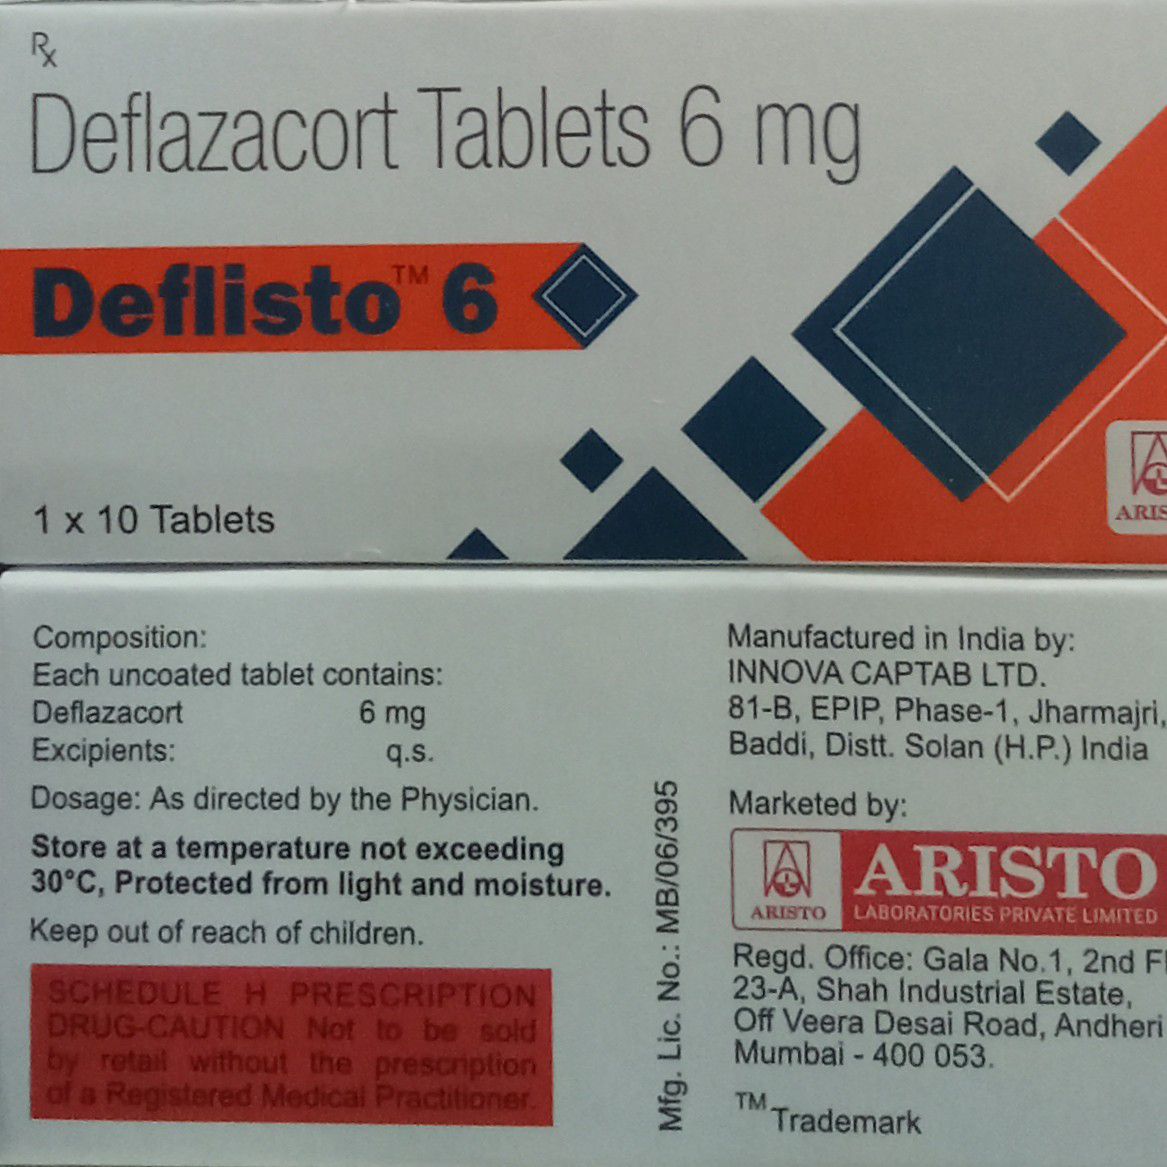 Rx
Deflazacort Tablets 6 mg
Deflisto™ 6
1 x 10 Tablets
Composition:
Each uncoated tablet contains:
Deflazacort 6 mg
Excipients: q.s.
Dosage: As directed by the Physician.
Store at a temperature not exceeding
30°C, Protected from light and moisture.
Keep out of reach of children.
SCHEDULE H PRESCRIPTION
DRUG-CAUTION Not to be sold
by retail without the prescription
of a Registered Medical Practitioner.
Mfg. Lic. No.: MB/06/395
Manufactured in India by:
INNOVA CAPTAB LTD.
81-B, EPIP, Phase-1, Jharmajri,
Baddi, Distt. Solan (H.P.) India
Marketed by:
ARISTO
ARISTO
LABORATORIES PRIVATE LIMITED
Regd. Office: Gala No.1, 2nd
23-A, Shah Industrial Estate,
Off Veera Desai Road, Andheri
Mumbai - 400 053.
™Trademark